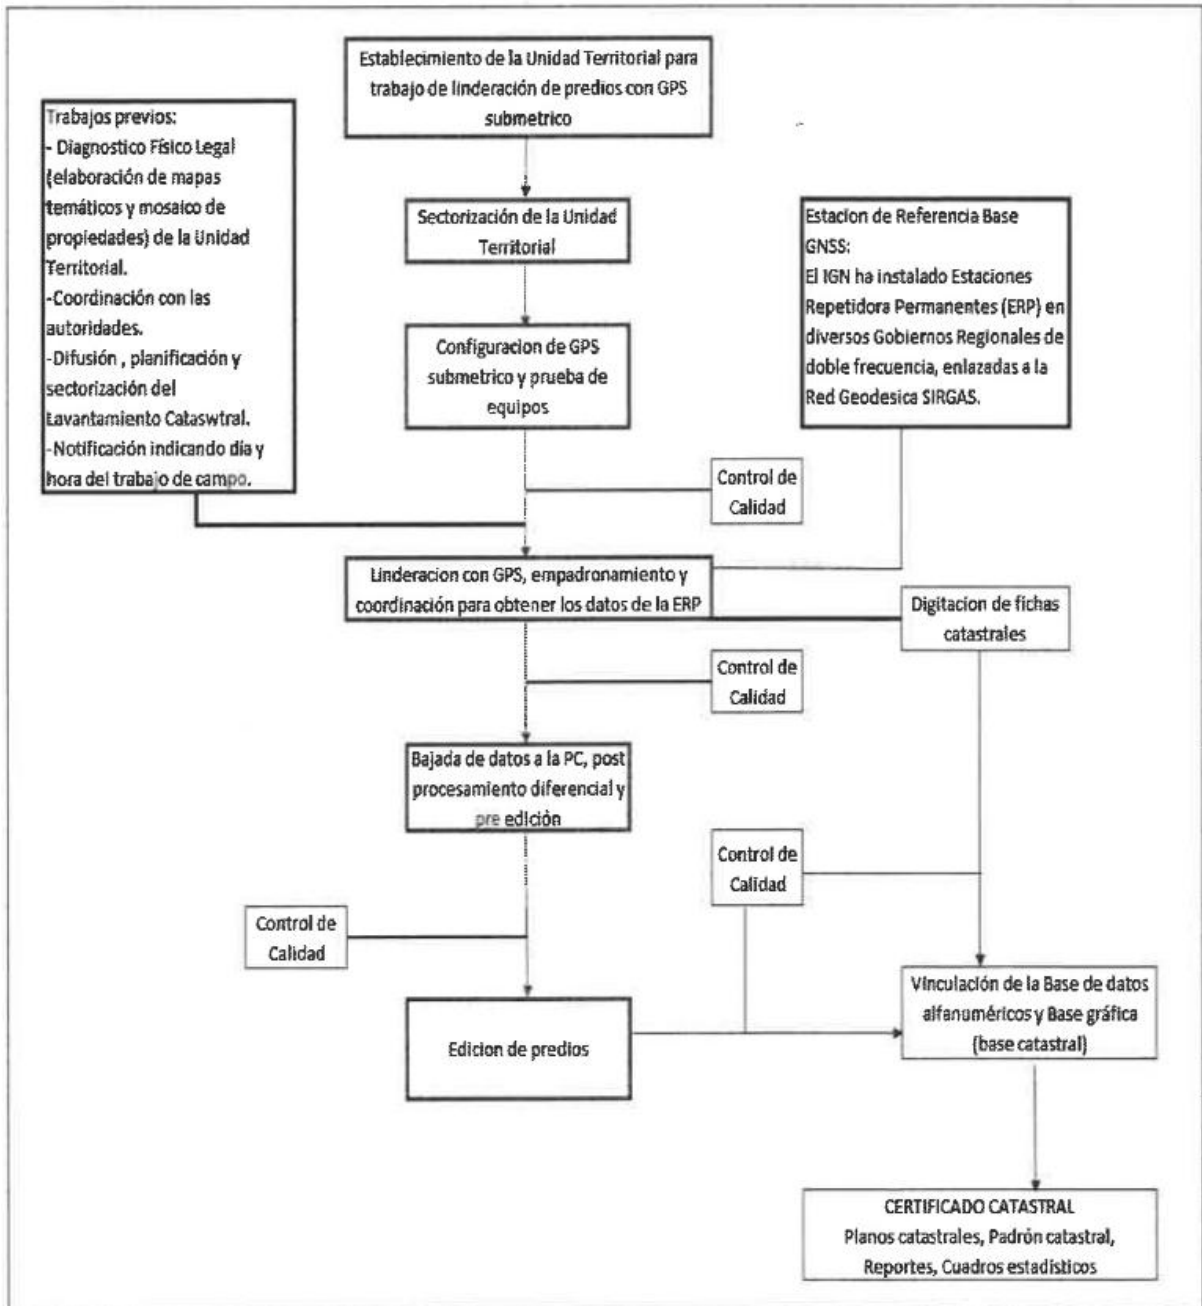 Establecimiento de la Unidad Territorial para
trabajo de linderación de predios con GPS
submetrico
Trabajos previos:
- Diagnostico Físico Legal
(elaboración de mapas
temáticos y mosaico de
propiedades) de la Unidad
Territorial.
-Coordinación con las
autoridades.
-Difusión , planificación y
sectorización del
Lavantamiento Cataswtral.
-Notificación indicando día y
hora del trabajo de campo.
Sectorización de la Unidad
Territorial
Estacion de Referencia Base
GNSS:
El IGN ha instalado Estaciones
Repetidora Permanentes (ERP) en
diversos Gobiernos Regionales de
doble frecuencia, enlazadas a la
Red Geodesica SIRGAS.
Configuracion de GPS
submetrico y prueba de
equipos
Control de
Calidad
Linderacion con GPS, empadronamiento y
coordinación para obtener los datos de la ERP
Digitacion de fichas
catastrales
Control de
Calidad
Bajada de datos a la PC, post
procesamiento diferencial y
pre edición
Control de
Calidad
Control de
Calidad
Edicion de predios
Vinculación de la Base de datos
alfanuméricos y Base gráfica
(base catastral)
CERTIFICADO CATASTRAL
Planos catastrales, Padrón catastral,
Reportes, Cuadros estadísticos